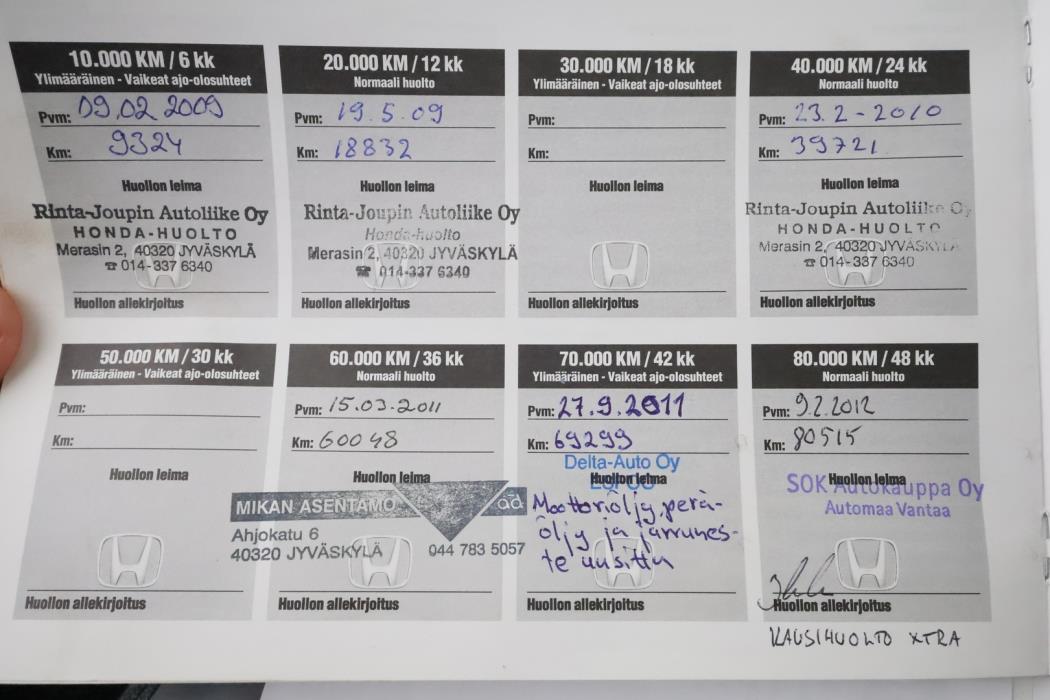 10.000 KM / 6 kk
Ylimääräinen - Vaikeat ajo-olosuhteet
Pvm: 09.02 2009
Km: 9324
Huollon leima
Rinta-Joupin Autoliike Oy
HONDA-HUOLTO
Merasin 2, 40320 JYVÄSKYLÄ
☎ 014-337 6340
Huollon allekirjoitus
20.000 KM / 12 kk
Normaali huolto
Pvm: 19.5.09
Km: 18832
Huollon leima
Rinta-Joupin Autoliike Oy
Honda-huolto
Merasin 2, 40320 JYVÄSKYLÄ
☎ 014-337 6340
Huollon allekirjoitus
30.000 KM / 18 kk
Ylimääräinen - Vaikeat ajo-olosuhteet
Pvm:
Km:
Huollon leima
Huollon allekirjoitus
40.000 KM / 24 kk
Normaali huolto
Pvm: 23.2-2010
Km: 39721
Huollon leima
Rinta-Joupin Autoliike Oy
HONDA-HUOLTO
Merasin 2, 40320 JYVÄSKYLÄ
☎ 014-337 6340
Huollon allekirjoitus
50.000 KM / 30 kk
Ylimääräinen - Vaikeat ajo-olosuhteet
Pvm:
Km:
Huollon leima
Huollon allekirjoitus
60.000 KM / 36 kk
Normaali huolto
Pvm: 15.03.2011
Km: 60048
Huollon leima
MIKAN ASENTAMO
Ahjokatu 6
40320 JYVÄSKYLÄ 044 783 5057
Huollon allekirjoitus
70.000 KM / 42 kk
Ylimääräinen - Vaikeat ajo-olosuhteet
Pvm: 27.9.2011
Km: 69299
Delta-Auto Oy
Huollon leima
Moottoriöljy, perä-
öljy ja jarrunes-
te uusittu
Huollon allekirjoitus
80.000 KM / 48 kk
Normaali huolto
Pvm: 9.2.2012
Km: 80515
Huollon leima
SOK Autokauppa Oy
Automaa Vantaa
Huollon allekirjoitus
KAUSIHUOLTO XTRA